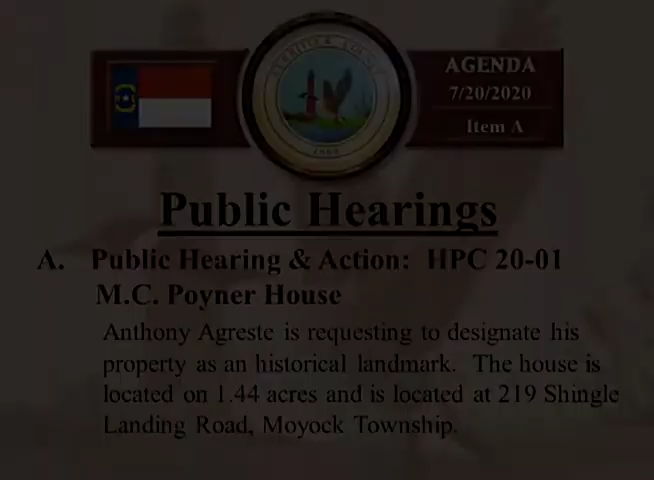 AGENDA
7/20/2020
Item A
Public Hearings
A. Public Hearing & Action: HPC 20-01
M.C. Poyner House
Anthony Agreste is requesting to designate his
property as an historical landmark. The house is
located on 1.44 acres and is located at 219 Shingle
Landing Road, Moyock Township.